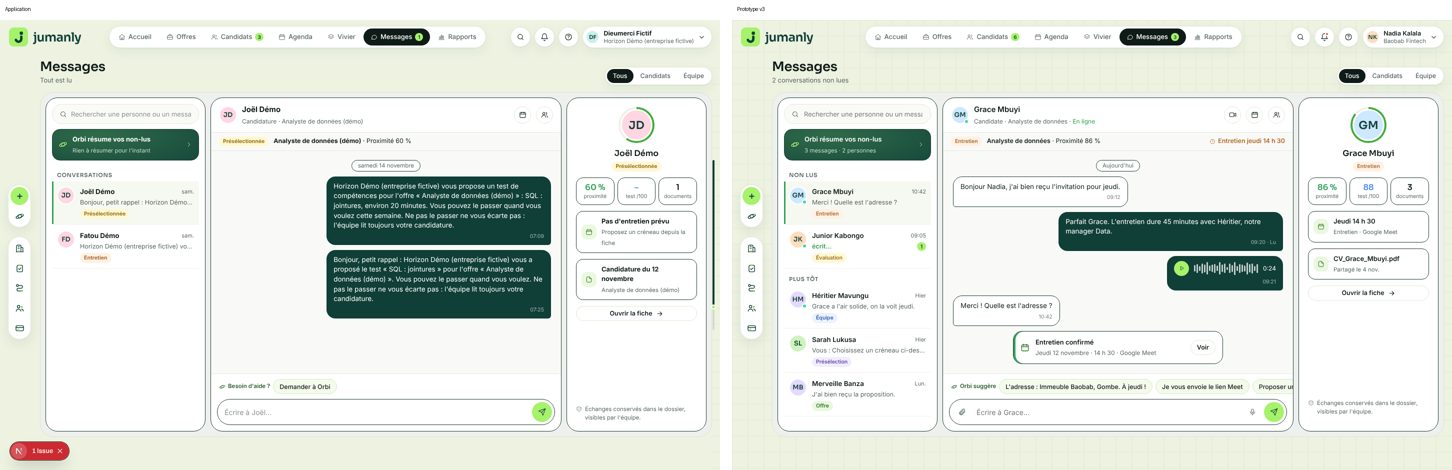 Application
jumanly
Accueil
Offres
Candidats 3
Agenda
Vivier
Messages 1
Rapports
DF
Dieumerci Fictif
Horizon Démo (entreprise fictive)
Messages
Tout est lu
Tous
Candidats
Équipe
Rechercher une personne ou un messa
Orbi résume vos non-lus
Rien à résumer pour l'instant
CONVERSATIONS
JD
Joël Démo
sam.
Bonjour, petit rappel : Horizon Démo...
Présélectionnée
FD
Fatou Démo
sam.
Horizon Démo (entreprise fictive) vo...
Entretien
JD
Joël Démo
Candidature · Analyste de données (démo)
Présélectionnée
Analyste de données (démo) · Proximité 60 %
samedi 14 novembre
Horizon Démo (entreprise fictive) vous propose un test de
compétences pour l'offre « Analyste de données (démo) » : SQL :
jointures, environ 20 minutes. Vous pouvez le passer quand vous
voulez cette semaine. Ne pas le passer ne vous écarte pas :
l'équipe lit toujours votre candidature.
07:09
Bonjour, petit rappel : Horizon Démo (entreprise fictive) vous a
proposé le test « SQL : jointures » pour l'offre « Analyste de
données (démo) ». Vous pouvez le passer quand vous voulez. Ne
pas le passer ne vous écarte pas : l'équipe lit toujours votre
candidature.
07:25
Besoin d'aide ?
Demander à Orbi
Écrire à Joël...
JD
Joël Démo
Présélectionnée
60 %
proximité
–
test /100
1
documents
Pas d'entretien prévu
Proposez un créneau depuis la
fiche
Candidature du 12
novembre
Analyste de données (démo)
Ouvrir la fiche →
Échanges conservés dans le dossier,
visibles par l'équipe.
N
1 Issue ×
Prototype v3
jumanly
Accueil
Offres
Candidats 6
Agenda
Vivier
Messages 3
Rapports
NK
Nadia Kalala
Baobab Fintech
Messages
2 conversations non lues
Tous
Candidats
Équipe
Rechercher une personne ou un messa
Orbi résume vos non-lus
3 messages · 2 personnes
NON LUS
GM
Grace Mbuyi
10:42
Merci ! Quelle est l'adresse ?
Entretien
JK
Junior Kabongo
09:05
écrit...
1
Évaluation
PLUS TÔT
HM
Héritier Mavungu
Hier
Grace a l'air solide, on la voit jeudi.
Équipe
SL
Sarah Lukusa
Hier
Vous : Choisissez un créneau ci-des...
Présélection
MB
Merveille Banza
Lun.
J'ai bien reçu la proposition.
Offre
GM
Grace Mbuyi
Candidate · Analyste de données · En ligne
Entretien
Analyste de données · Proximité 86 %
Entretien jeudi 14 h 30
Aujourd'hui
Bonjour Nadia, j'ai bien reçu l'invitation pour jeudi.
09:12
Parfait Grace. L'entretien dure 45 minutes avec Héritier, notre
manager Data.
09:20 · Lu
0:24
09:21
Merci ! Quelle est l'adresse ?
10:42
Entretien confirmé
Jeudi 12 novembre · 14 h 30 · Google Meet
Voir
Orbi suggère
L'adresse : Immeuble Baobab, Gombe. À jeudi !
Je vous envoie le lien Meet
Proposer un
Écrire à Grace...
GM
Grace Mbuyi
Entretien
86 %
proximité
88
test /100
3
documents
Jeudi 14 h 30
Entretien · Google Meet
CV_Grace_Mbuyi.pdf
Partagé le 4 nov.
Ouvrir la fiche →
Échanges conservés dans le dossier,
visibles par l'équipe.